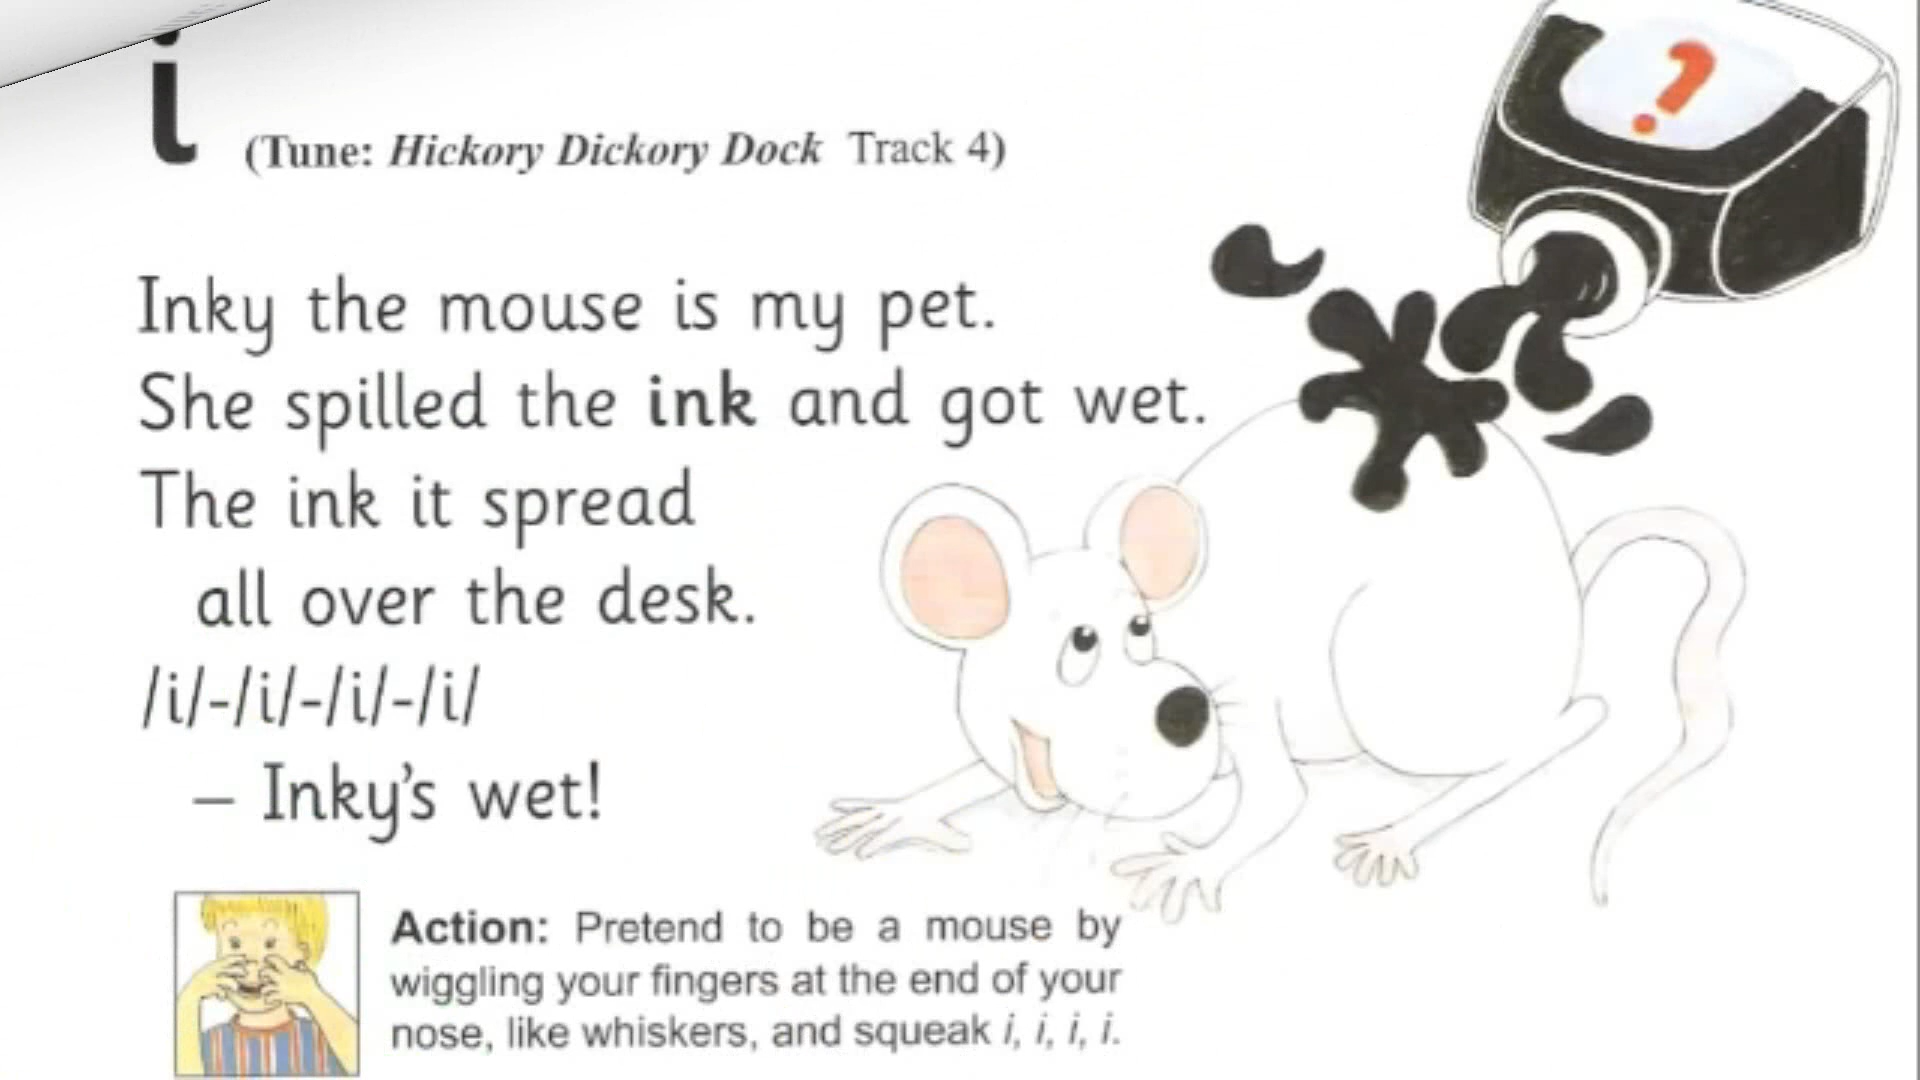 i
(Tune: Hickory Dickory Dock Track 4)
?
Inky the mouse is my pet.
She spilled the ink and got wet.
The ink it spread
all over the desk.
/i/-/i/-/i/-/i/
– Inky's wet!
Action: Pretend to be a mouse by
wiggling your fingers at the end of your
nose, like whiskers, and squeak i, i, i, i.